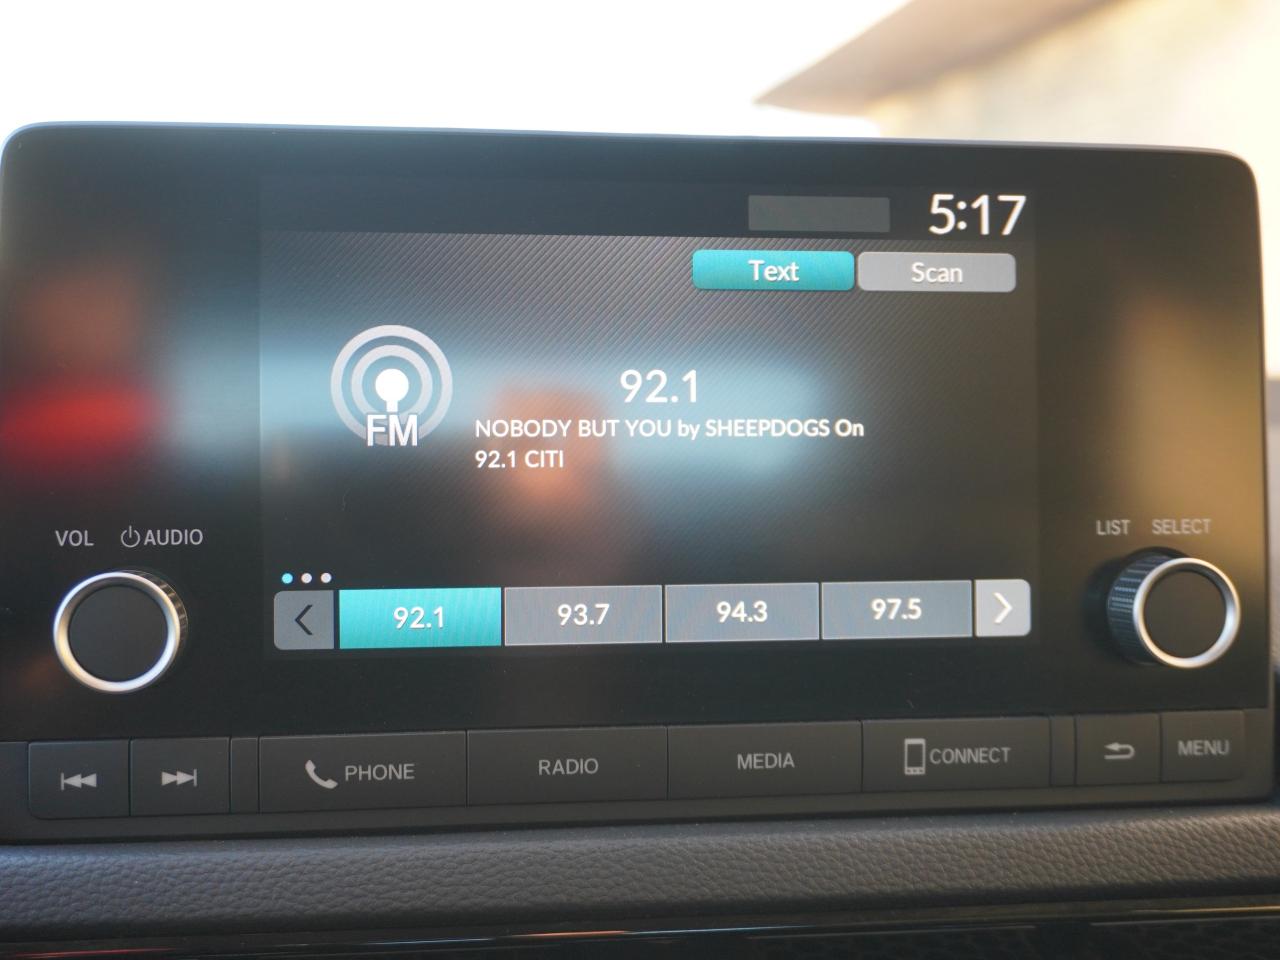 5:17
Text Scan
FM
92.1
NOBODY BUT YOU by SHEEPDOGS On
92.1 CITI
VOL AUDIO
LIST SELECT
92.1 93.7 94.3 97.5
PHONE RADIO MEDIA CONNECT MENU